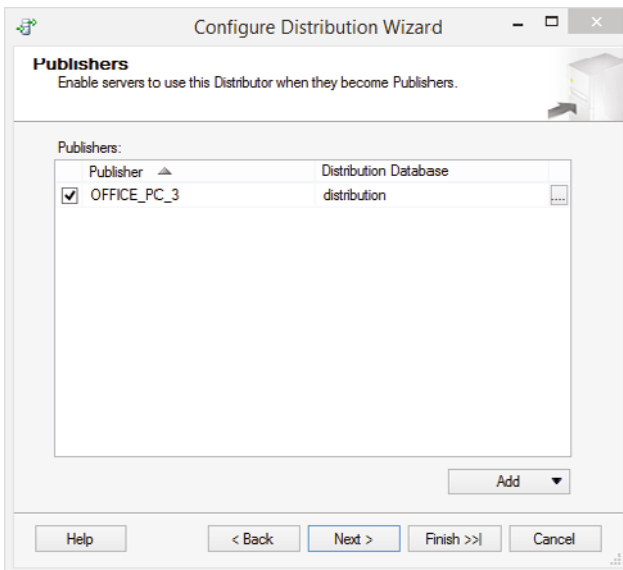 Configure Distribution Wizard
Publishers
Enable servers to use this Distributor when they become Publishers.
Publishers:
Publisher Distribution Database
OFFICE_PC_3 distribution ...
Add
Help < Back Next > Finish >>| Cancel